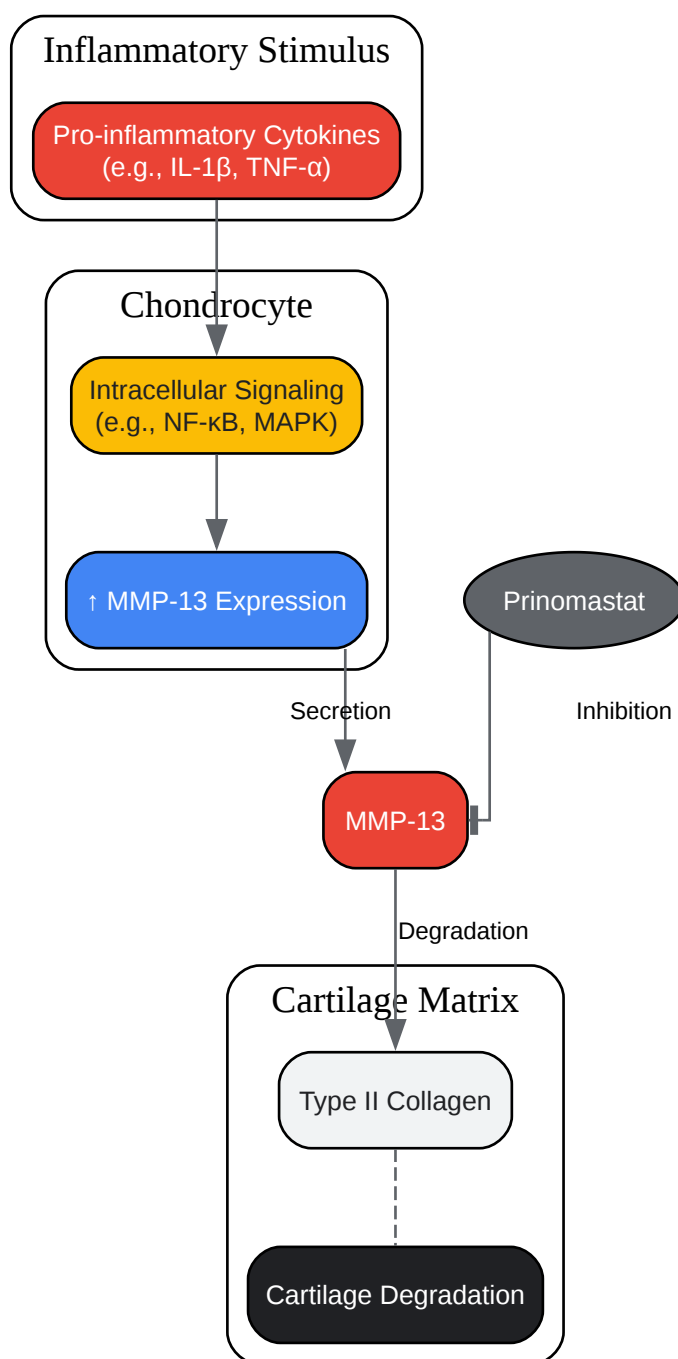 Inflammatory Stimulus
Pro-inflammatory Cytokines
(e.g., IL-1β, TNF-α)
Chondrocyte
Intracellular Signaling
(e.g., NF-κB, MAPK)
↑ MMP-13 Expression
Prinomastat
Secretion
Inhibition
MMP-13
Degradation
Cartilage Matrix
Type II Collagen
Cartilage Degradation